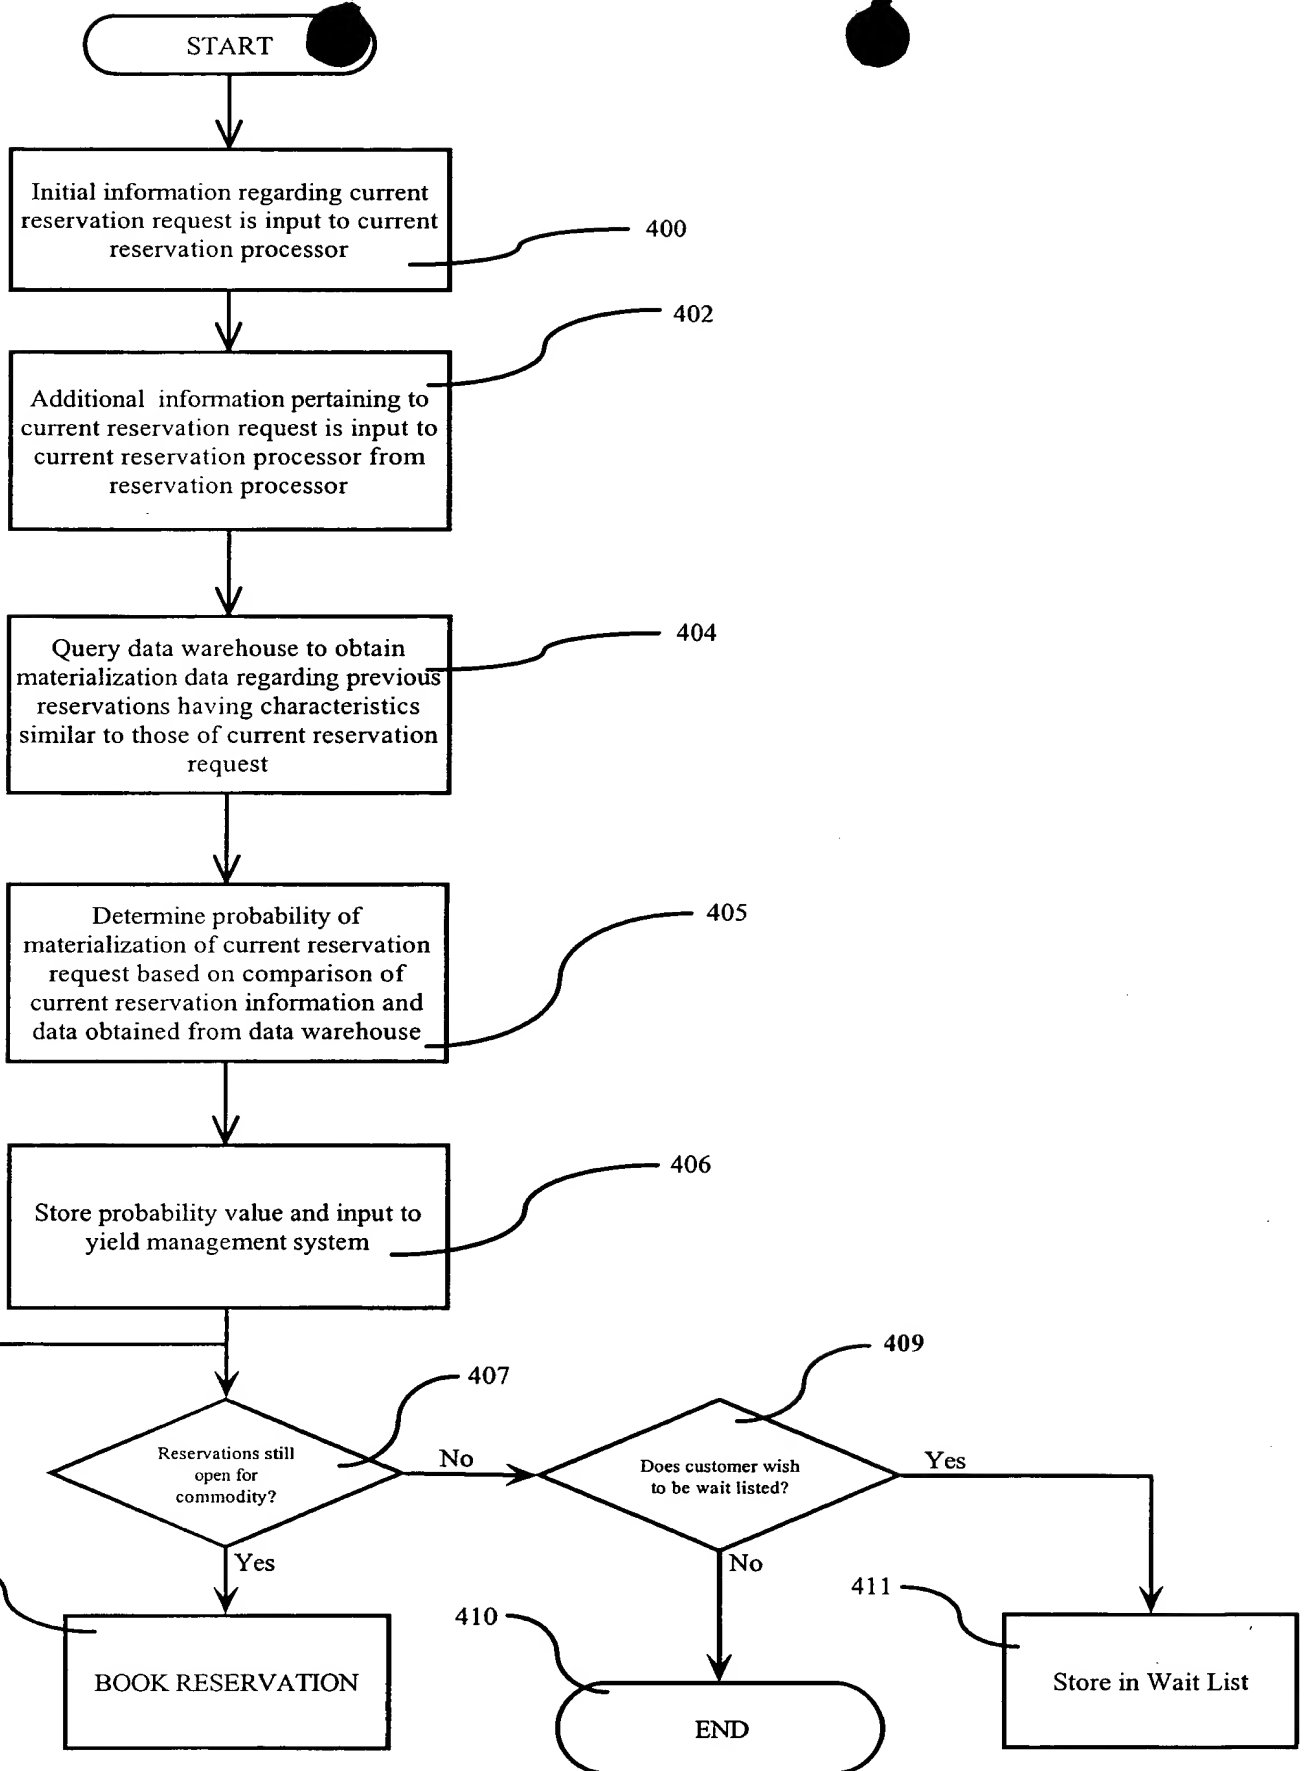 START
Initial information regarding current
reservation request is input to current
reservation processor
400
402
Additional information pertaining to
current reservation request is input to
current reservation processor from
reservation processor
404
Query data warehouse to obtain
materialization data regarding previous
reservations having characteristics
similar to those of current reservation
request
405
Determine probability of
materialization of current reservation
request based on comparison of
current reservation information and
data obtained from data warehouse
406
Store probability value and input to
yield management system
407
Reservations still
open for
commodity?
No
409
Does customer wish
to be wait listed?
Yes
Yes
No
BOOK RESERVATION
410
END
411
Store in Wait List